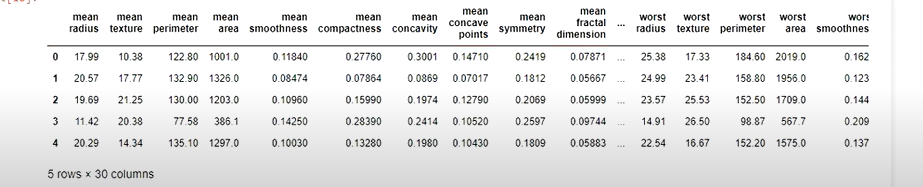 mean radius mean texture mean perimeter mean area mean smoothness mean compactness mean concavity mean concave points mean symmetry mean fractal dimension ... worst radius worst texture worst perimeter worst area
0 17.99 10.38 122.80 1001.0 0.11840 0.27760 0.3001 0.14710 0.2419 0.07871 ... 25.38 17.33 184.60 2019.0 0.162
1 20.57 17.77 132.90 1326.0 0.08474 0.07864 0.0869 0.07017 0.1812 0.05667 ... 24.99 23.41 158.80 1956.0 0.123
2 19.69 21.25 130.00 1203.0 0.10960 0.15990 0.1974 0.12790 0.2069 0.05999 ... 23.57 25.53 152.50 1709.0 0.144
3 11.42 20.38 77.58 386.1 0.14250 0.28390 0.2414 0.10520 0.2597 0.09744 ... 14.91 26.50 98.87 567.7 0.209
4 20.29 14.34 135.10 1297.0 0.10030 0.13280 0.1980 0.10430 0.1809 0.05883 ... 22.54 16.67 152.20 1575.0 0.137
5 rows × 30 columns